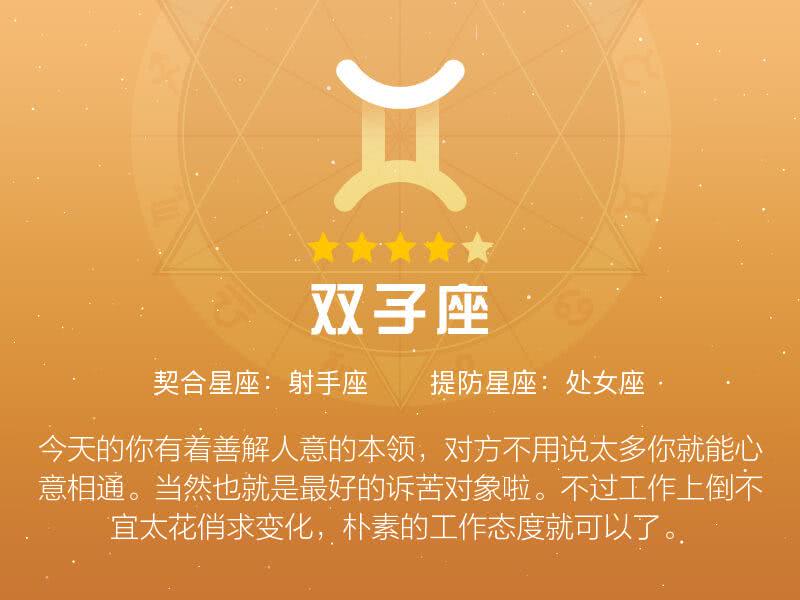 双子座
契合星座：射手座 提防星座：处女座
今天的你有着善解人意的本领，对方不用说太多你就能心
意相通。当然也就是最好的诉苦对象啦。不过工作上倒不
宜太花俏求变化，朴素的工作态度就可以了。